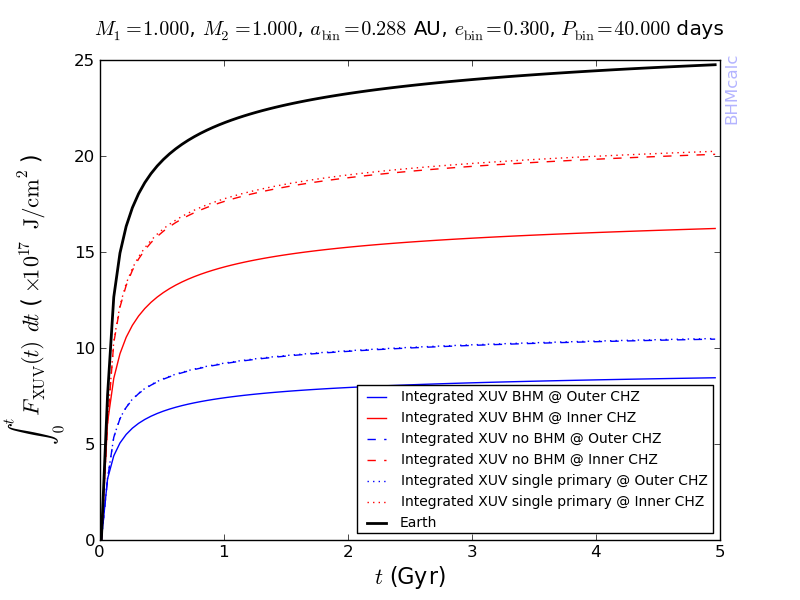 M₁ =1.000, M₂ =1.000, a_bin =0.288 AU, e_bin =0.300, P_bin =40.000 days
BHMcalc
∫₀ᵗ F_XUV(t) dt ( ×10¹⁷ J/cm² )
25
20
15
10
5
0
Integrated XUV BHM @ Outer CHZ
Integrated XUV BHM @ Inner CHZ
Integrated XUV no BHM @ Outer CHZ
Integrated XUV no BHM @ Inner CHZ
Integrated XUV single primary @ Outer CHZ
Integrated XUV single primary @ Inner CHZ
Earth
0 1 2 3 4 5
t (Gyr)